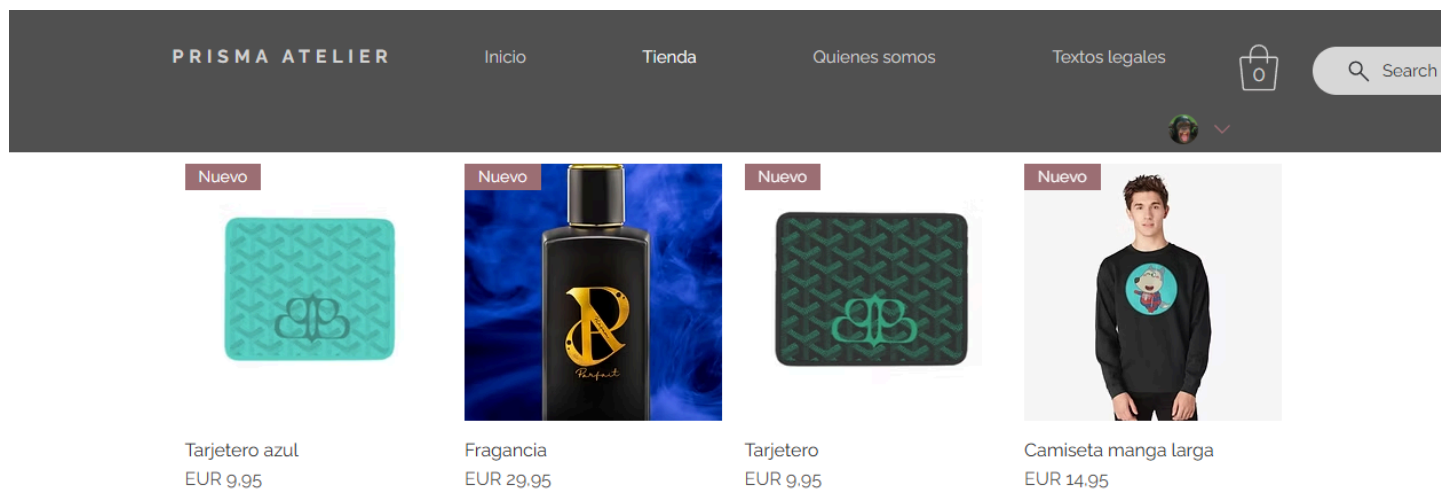 PRISMA ATELIER
Inicio
Tienda
Quienes somos
Textos legales
0
Search
Nuevo
Nuevo
Nuevo
Nuevo
Parfait
Tarjetero azul
EUR 9,95
Fragancia
EUR 29,95
Tarjetero
EUR 9,95
Camiseta manga larga
EUR 14,95